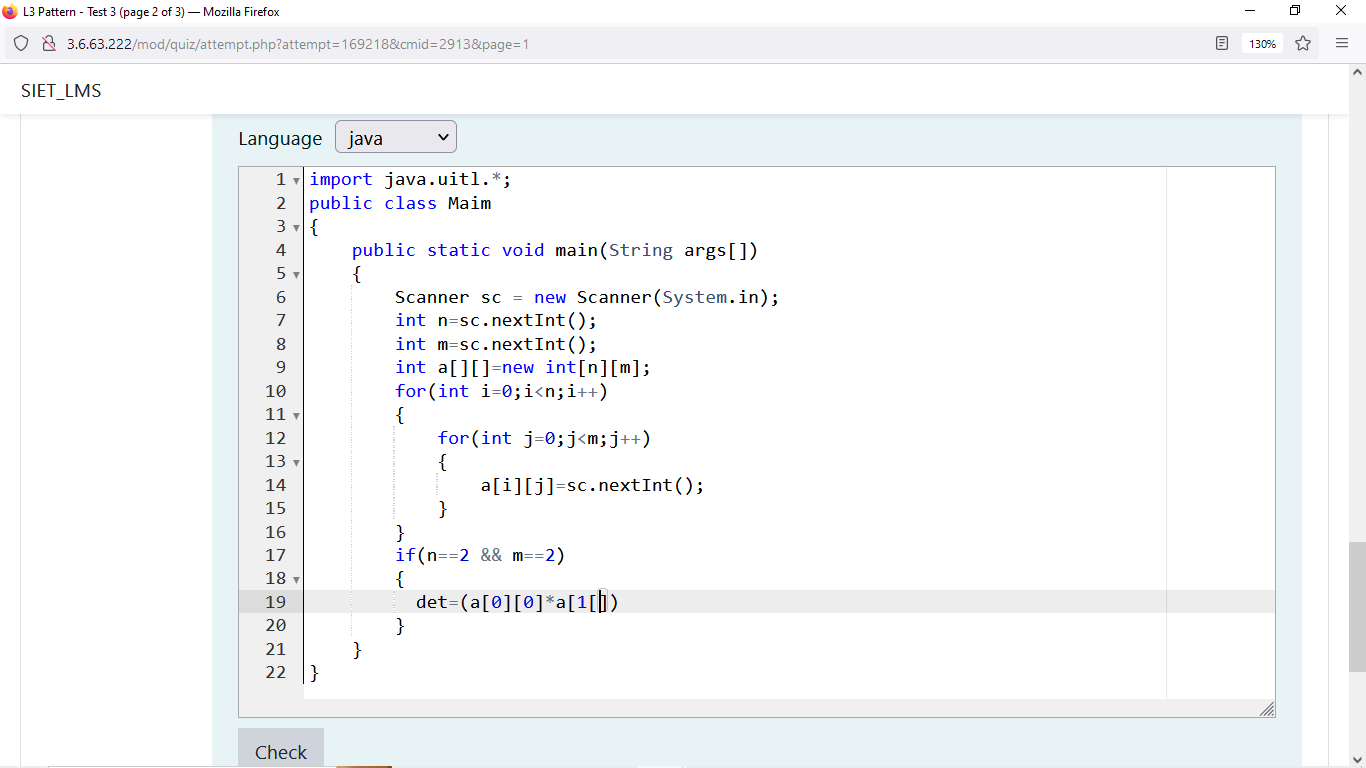 L3 Pattern - Test 3 (page 2 of 3) — Mozilla Firefox
3.6.63.222/mod/quiz/attempt.php?attempt=169218&cmid=2913&page=1
130%
SIET_LMS
Language java
1 import java.uitl.*;
2 public class Maim
3 {
4 public static void main(String args[])
5 {
6 Scanner sc = new Scanner(System.in);
7 int n=sc.nextInt();
8 int m=sc.nextInt();
9 int a[][]=new int[n][m];
10 for(int i=0;i<n;i++)
11 {
12 for(int j=0;j<m;j++)
13 {
14 a[i][j]=sc.nextInt();
15 }
16 }
17 if(n==2 && m==2)
18 {
19 det=(a[0][0]*a[1[])
20 }
21 }
22 }
Check